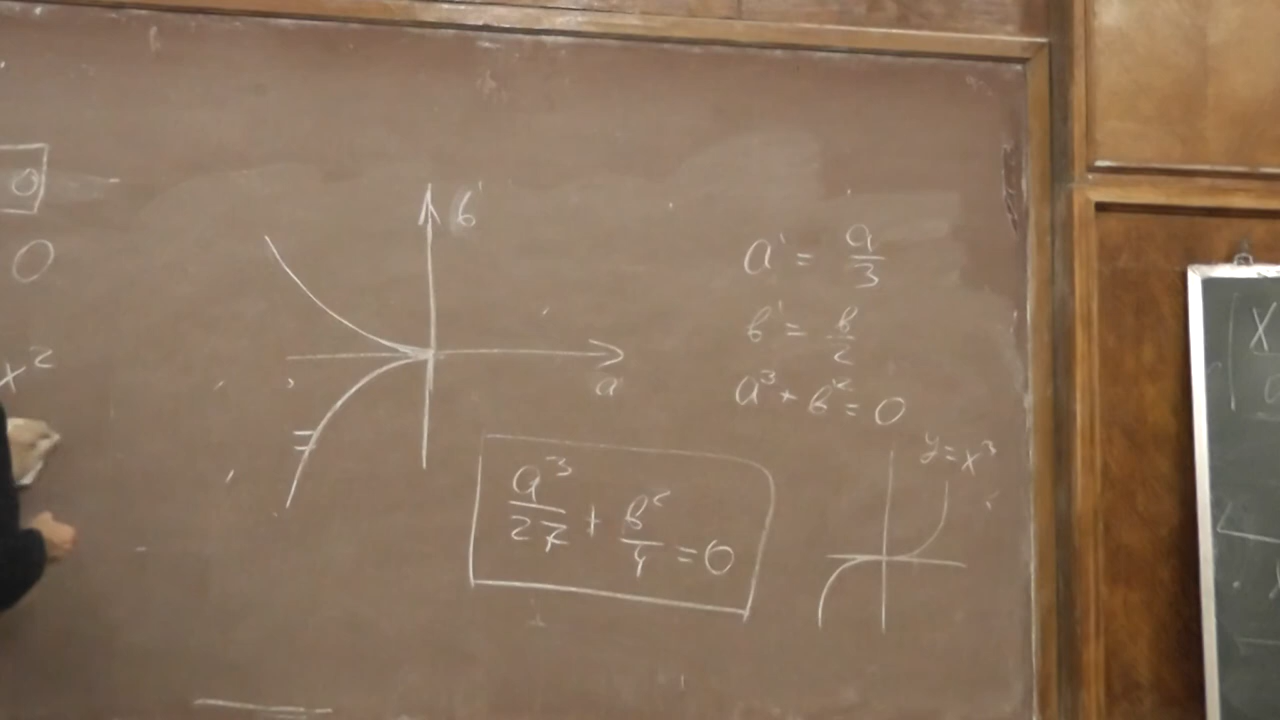 0
0
x²
b'
a'
a' = a/3
b' = b/2
a³ + b² = 0
y = x³
a³/27 + b²/4 = 0
X